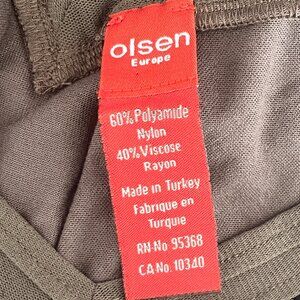 olsen
Europe
60% Polyamide
Nylon
40% Viscose
Rayon
Made in Turkey
Fabrique en
Turquie
RN-No 95368
CA No. 10340